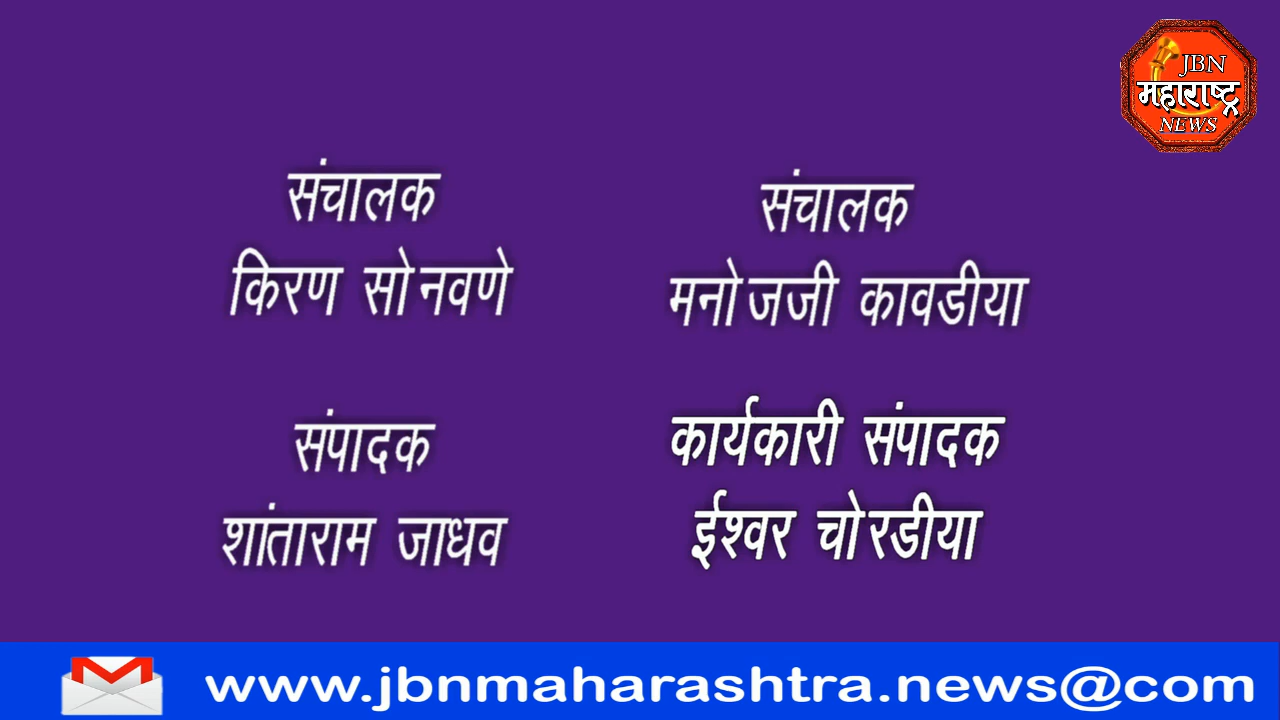 JBN
महाराष्ट्र
NEWS
संचालक
किरण सोनवणे
संचालक
मनोजजी कावडीया
संपादक
शांताराम जाधव
कार्यकारी संपादक
ईश्वर चोरडीया
www.jbnmaharashtra.news@com